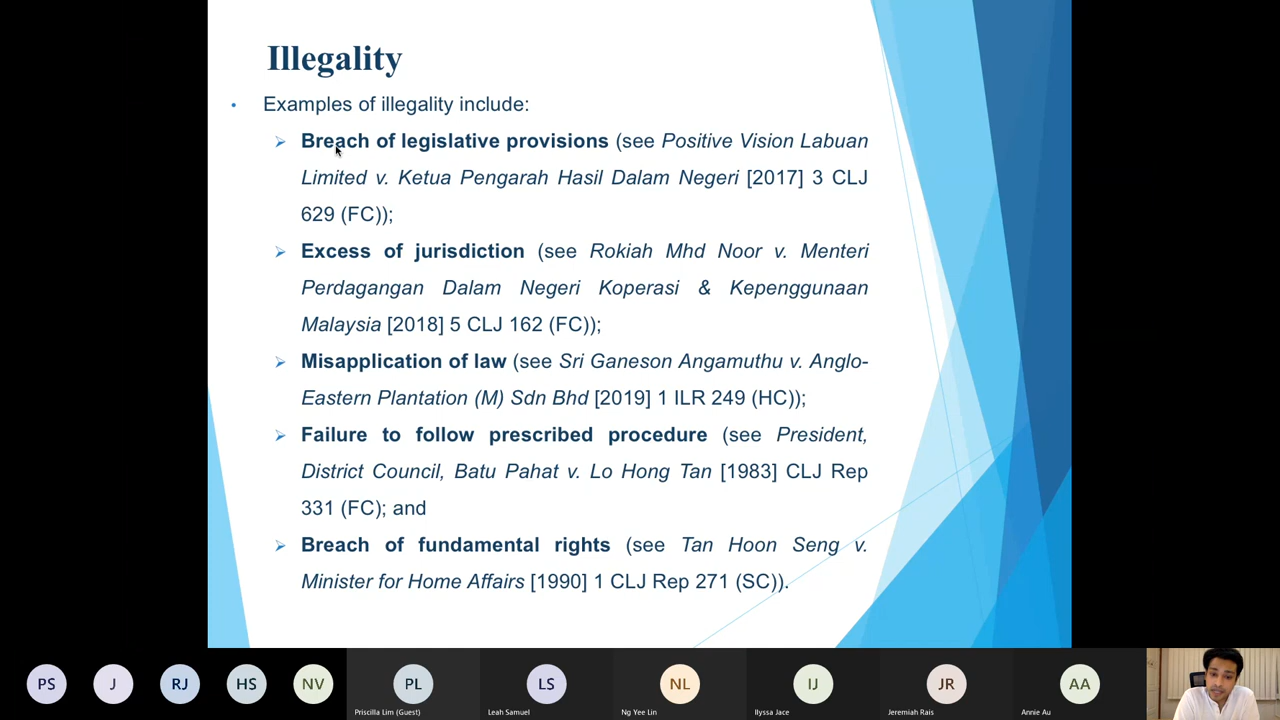 Illegality
• Examples of illegality include:
➢ Breach of legislative provisions (see Positive Vision Labuan
Limited v. Ketua Pengarah Hasil Dalam Negeri [2017] 3 CLJ
629 (FC));
➢ Excess of jurisdiction (see Rokiah Mhd Noor v. Menteri
Perdagangan Dalam Negeri Koperasi & Kepenggunaan
Malaysia [2018] 5 CLJ 162 (FC));
➢ Misapplication of law (see Sri Ganeson Angamuthu v. Anglo-
Eastern Plantation (M) Sdn Bhd [2019] 1 ILR 249 (HC));
➢ Failure to follow prescribed procedure (see President,
District Council, Batu Pahat v. Lo Hong Tan [1983] CLJ Rep
331 (FC); and
➢ Breach of fundamental rights (see Tan Hoon Seng v.
Minister for Home Affairs [1990] 1 CLJ Rep 271 (SC)).
PS J RJ HS NV PL LS NL IJ JR AA
Priscilla Lim (Guest) Leah Samuel Ng Yee Lin Ilyssa Jace Jeremiah Rais Annie Au